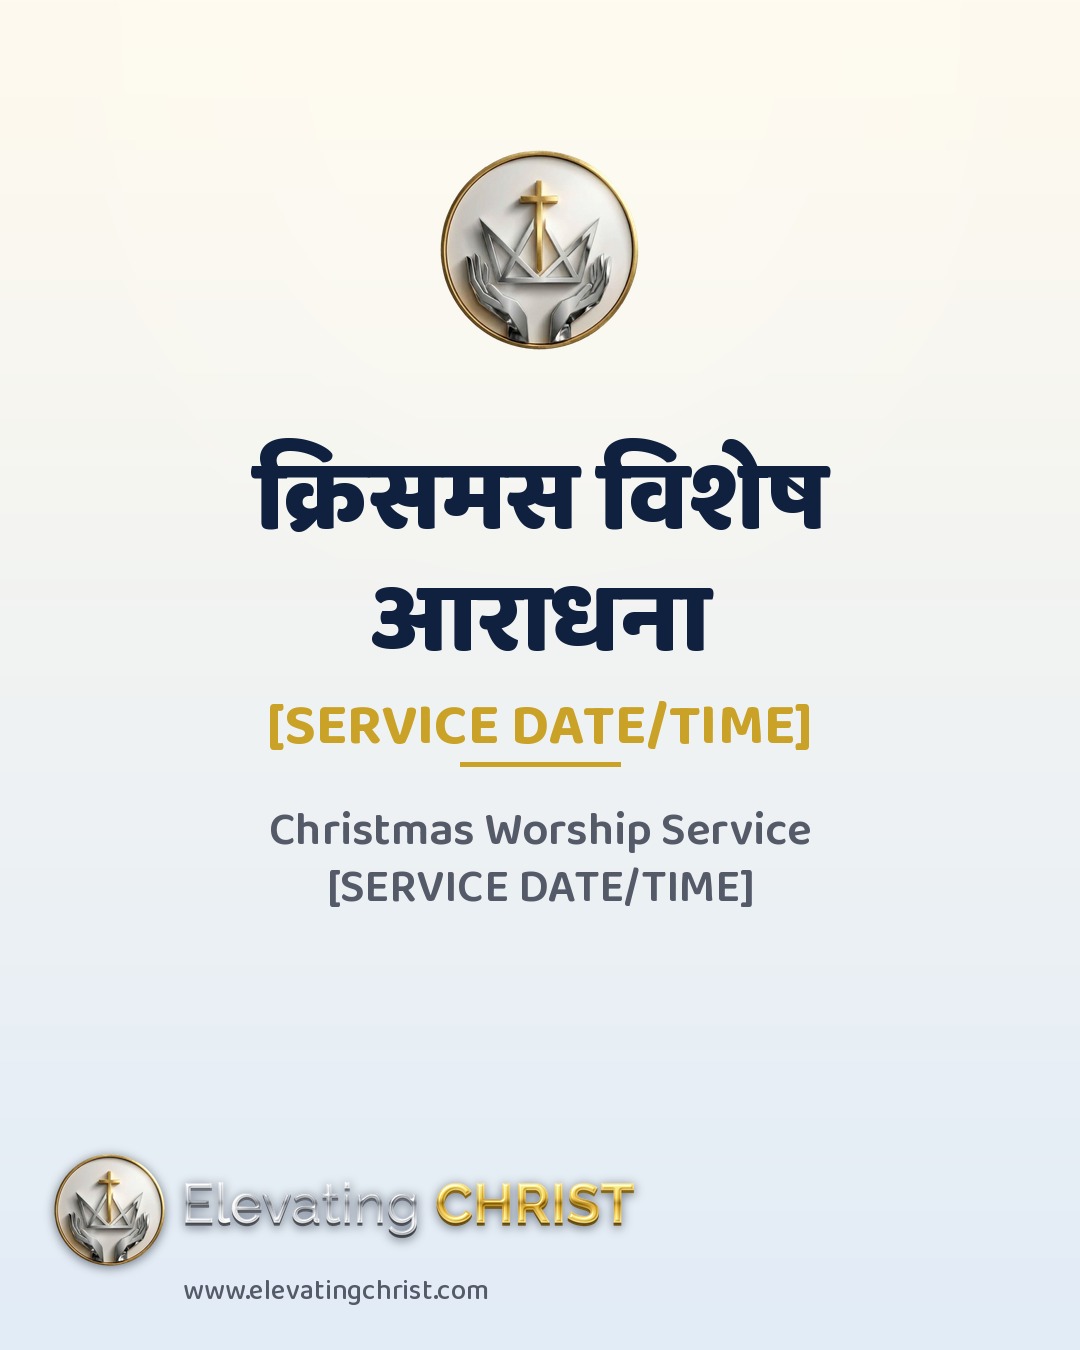 क्रिसमस विशेष
आराधना
[SERVICE DATE/TIME]
Christmas Worship Service
[SERVICE DATE/TIME]
Elevating CHRIST
www.elevatingchrist.com